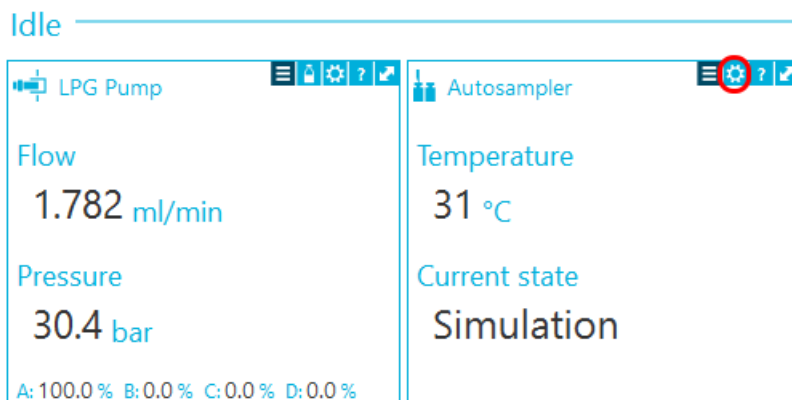 Idle
LPG Pump
?
Flow
1.782 ml/min
Pressure
30.4 bar
A: 100.0 % B: 0.0 % C: 0.0 % D: 0.0 %
Autosampler
?
Temperature
31 °C
Current state
Simulation